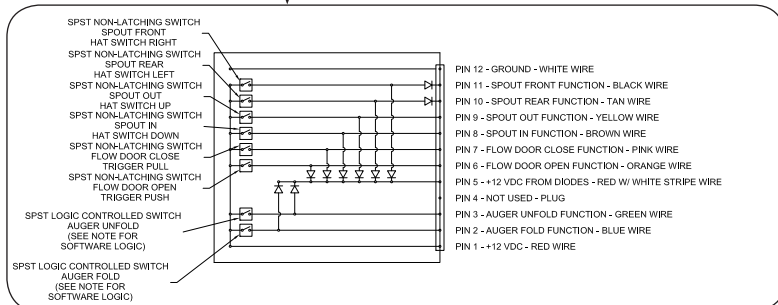 SPST NON-LATCHING SWITCH
SPOUT FRONT
HAT SWITCH RIGHT
SPST NON-LATCHING SWITCH
SPOUT REAR
HAT SWITCH LEFT
SPST NON-LATCHING SWITCH
SPOUT OUT
HAT SWITCH UP
SPST NON-LATCHING SWITCH
SPOUT IN
HAT SWITCH DOWN
SPST NON-LATCHING SWITCH
FLOW DOOR CLOSE
TRIGGER PULL
SPST NON-LATCHING SWITCH
FLOW DOOR OPEN
TRIGGER PUSH
SPST LOGIC CONTROLLED SWITCH
AUGER UNFOLD
(SEE NOTE FOR
SOFTWARE LOGIC)
SPST LOGIC CONTROLLED SWITCH
AUGER FOLD
(SEE NOTE FOR
SOFTWARE LOGIC)
PIN 12 - GROUND - WHITE WIRE
PIN 11 - SPOUT FRONT FUNCTION - BLACK WIRE
PIN 10 - SPOUT REAR FUNCTION - TAN WIRE
PIN 9 - SPOUT OUT FUNCTION - YELLOW WIRE
PIN 8 - SPOUT IN FUNCTION - BROWN WIRE
PIN 7 - FLOW DOOR CLOSE FUNCTION - PINK WIRE
PIN 6 - FLOW DOOR OPEN FUNCTION - ORANGE WIRE
PIN 5 - +12 VDC FROM DIODES - RED W/ WHITE STRIPE WIRE
PIN 4 - NOT USED - PLUG
PIN 3 - AUGER UNFOLD FUNCTION - GREEN WIRE
PIN 2 - AUGER FOLD FUNCTION - BLUE WIRE
PIN 1 - +12 VDC - RED WIRE